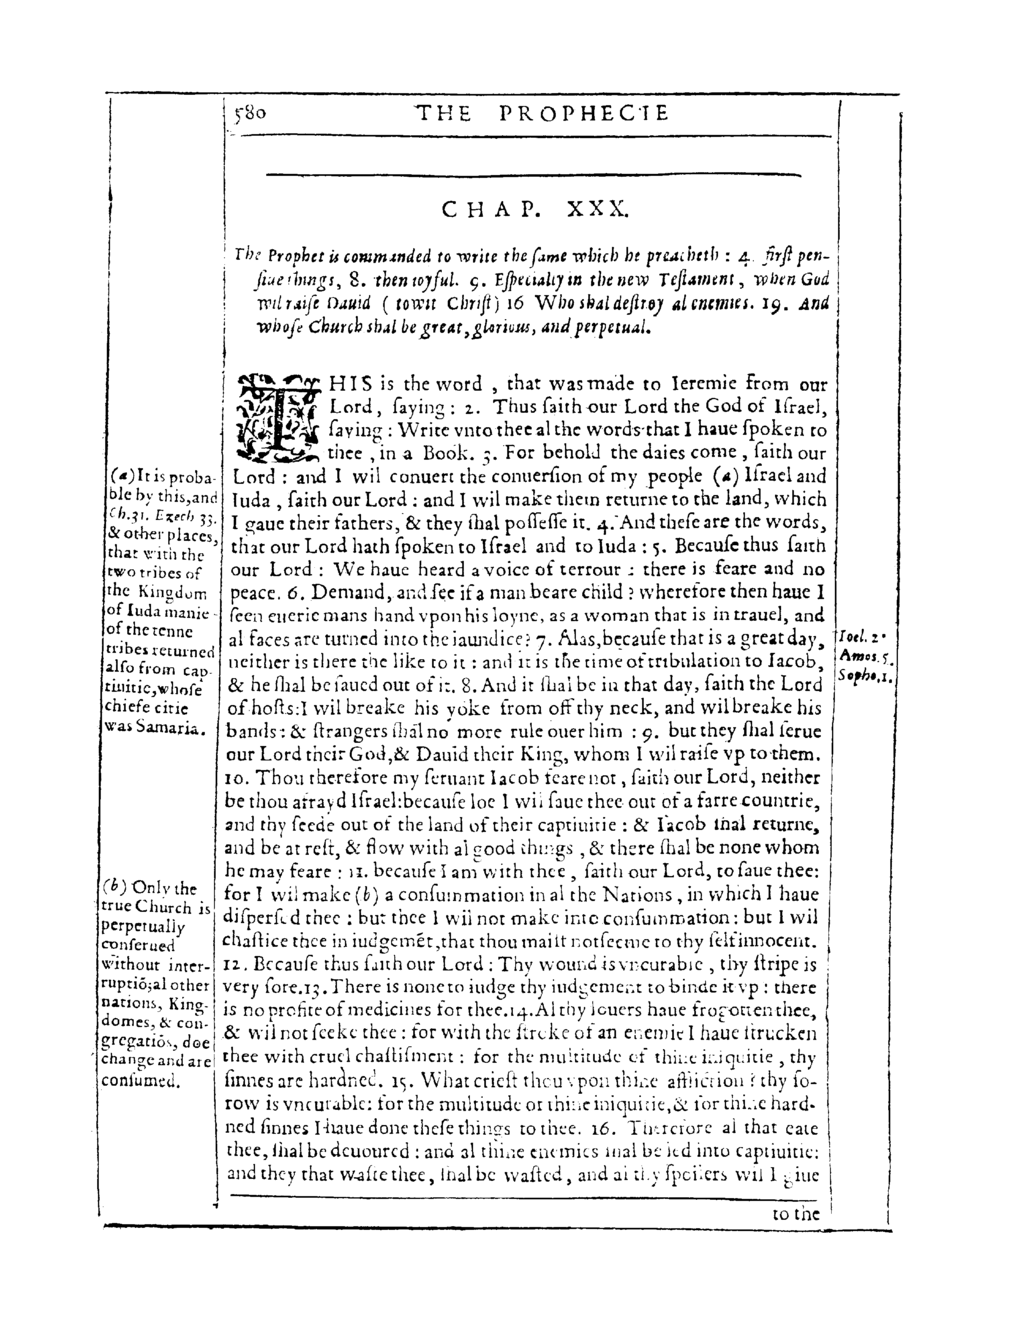 580 THE PROPHECIE
CHAP. XXX.
The Prophet is commanded to write the ſame which he preacheth : 4. firſt pen-
ſiue things, 8. then ioyful. 9. Eſpecially in the new Teſtament, when God
wil raiſe Dauid ( towit Chriſt) 16 Who shal deſtroy al enemies. 19. And
whoſe Church shal be great, glorious, and perpetual.
THIS is the word , that was made to Ieremie from our
Lord, ſaying : 2. Thus ſaith our Lord the God of Iſrael,
ſaying : Write vnto thee al the words that I haue ſpoken to
thee , in a Book. 3. For behold the daies come , ſaith our
Lord : and I wil conuert the conuerſion of my people (a) Iſrael and
Iuda , ſaith our Lord : and I wil make them returne to the land, which
I gaue their fathers, & they ſhal poſſeſſe it. 4. And theſe are the words,
that our Lord hath ſpoken to Iſrael and to Iuda : 5. Becauſe thus ſaith
our Lord : We haue heard a voice of terrour : there is feare and no
peace. 6. Demand, and ſee if a man beare child ? wherefore then haue I
ſeen euerie mans hand vpon his loyne, as a woman that is in trauel, and
al faces are turned into the iaundice? 7. Alas, becauſe that is a great day,
neither is there the like to it : and it is the time of tribulation to Iacob,
& he ſhal be ſaued out of it. 8. And it ſhal be in that day, ſaith the Lord
of hoſts: I wil breake his yoke from off thy neck, and wil breake his
bands : & ſtrangers ſhal no more rule ouer him : 9. but they ſhal ſerue
our Lord their God, & Dauid their King, whom I wil raiſe vp to them.
10. Thou therefore my ſeruant Iacob feare not , ſaith our Lord, neither
be thou afrayd Iſrael: becauſe loe I wil ſaue thee out of a farre countrie,
and thy ſeede out of the land of their captiuitie : & Iacob ſhal returne,
and be at reſt, & flow with al good things , & there ſhal be none whom
he may feare : 11. becauſe I am with thee , ſaith our Lord, to ſaue thee:
for I wil make (b) a conſummation in al the Nations , in which I haue
diſperſed thee : but thee I wil not make into conſummation : but I wil
chaſtice thee in iudgemēt, that thou maiſt not ſeeme to thy ſelf innocent.
12. Becauſe thus ſaith our Lord : Thy wound is vncurable , thy ſtripe is
very ſore. 13. There is none to iudge thy iudgement to binde it vp : there
is no profite of medicines for thee. 14. Al thy louers haue frogotten thee,
& wil not ſeeke thee : for with the ſtroke of an enemie I haue ſtrucken
thee with cruel chaſtiſment : for the multitude of thine iniquitie , thy
ſinnes are hardned. 15. What crieſt thou vpon thine affliction ? thy ſo-
row is vncurable: for the multitude of thine iniquitie, & for thine hard-
ned ſinnes I haue done theſe things to thee. 16. Therefore al that eate
thee, ſhal be deuoured : and al thine enemies ſhal be led into captiuitie:
and they that waſte thee, ſhal be waſted , and al thy ſpoilers wil I giue
to the
(a) It is proba-
ble by this, and
Ch. 31. Ezech 33.
& other places,
that with the
two tribes of
the Kingdom
of Iuda manie
of the tenne
tribes returned
alſo from cap-
tiuitie, whoſe
chiefe citie
was Samaria.
(b) Only the
true Church is
perpetually
conſerued
without inter-
ruptiō; al other
nations, King-
domes, & con-
gregatiōs, doe
change and are
conſumed.
Ioel. 2.
Amos. 5.
Sopho, 1.